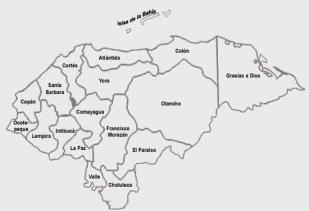 Islas de la Bahía
Colón
Atlántida
Cortés
Gracias a Dios
Yoro
Santa
Barbara
Olancho
Copán
Comayagua
Ocote-
peque
Intibucá
Francisco
Morazán
Lempira
La Paz
El Paraíso
Valle
Choluteca